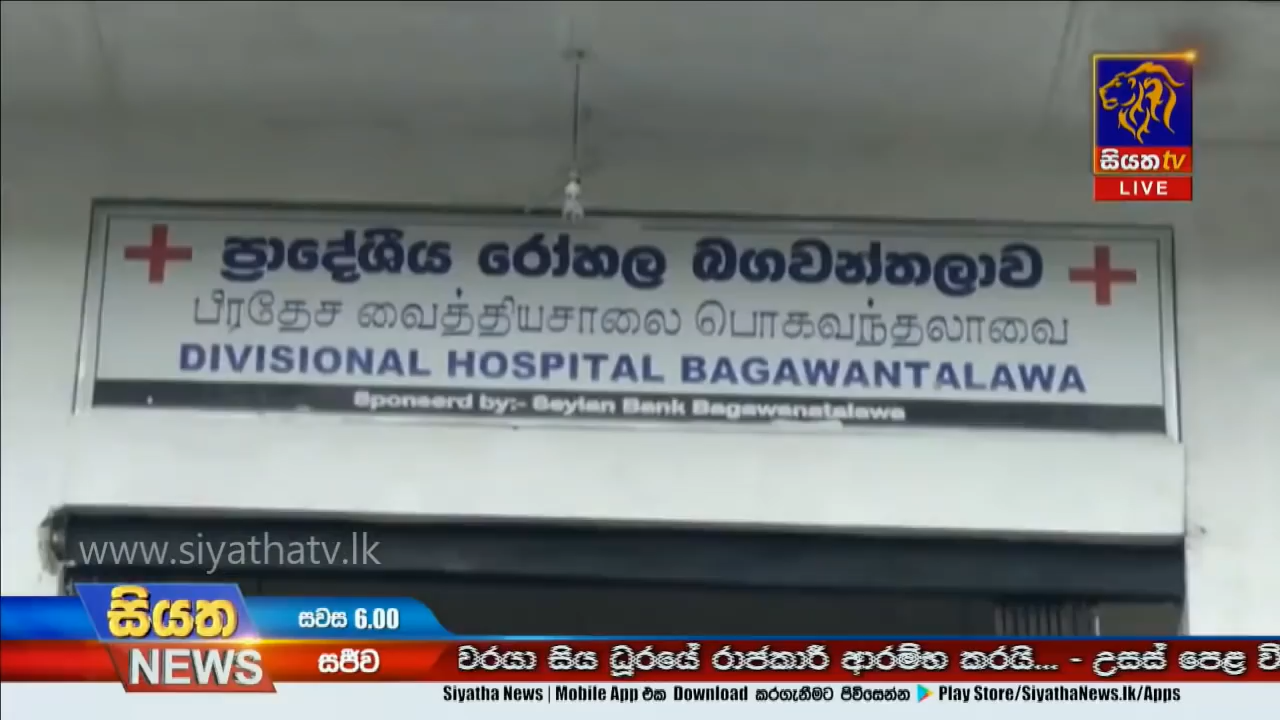 සියත tv
LIVE
ප්‍රාදේශීය රෝහල බගවන්තලාව
பீரதேச வைத்தியசாலை பொகவந்தலாவை
DIVISIONAL HOSPITAL BAGAWANTALAWA
Sponserd by:- Seylan Bank Bagawanatalawa
www.siyathatv.lk
සියත
NEWS
සවස 6.00
සජීව
වරයා සිය ධූරයේ රාජකාරී ආරම්භ කරයි... - උසස් පෙළ වි
Siyatha News | Mobile App එක Download කරගැනීමට පිවිසෙන්න Play Store/SiyathaNews.lk/Apps